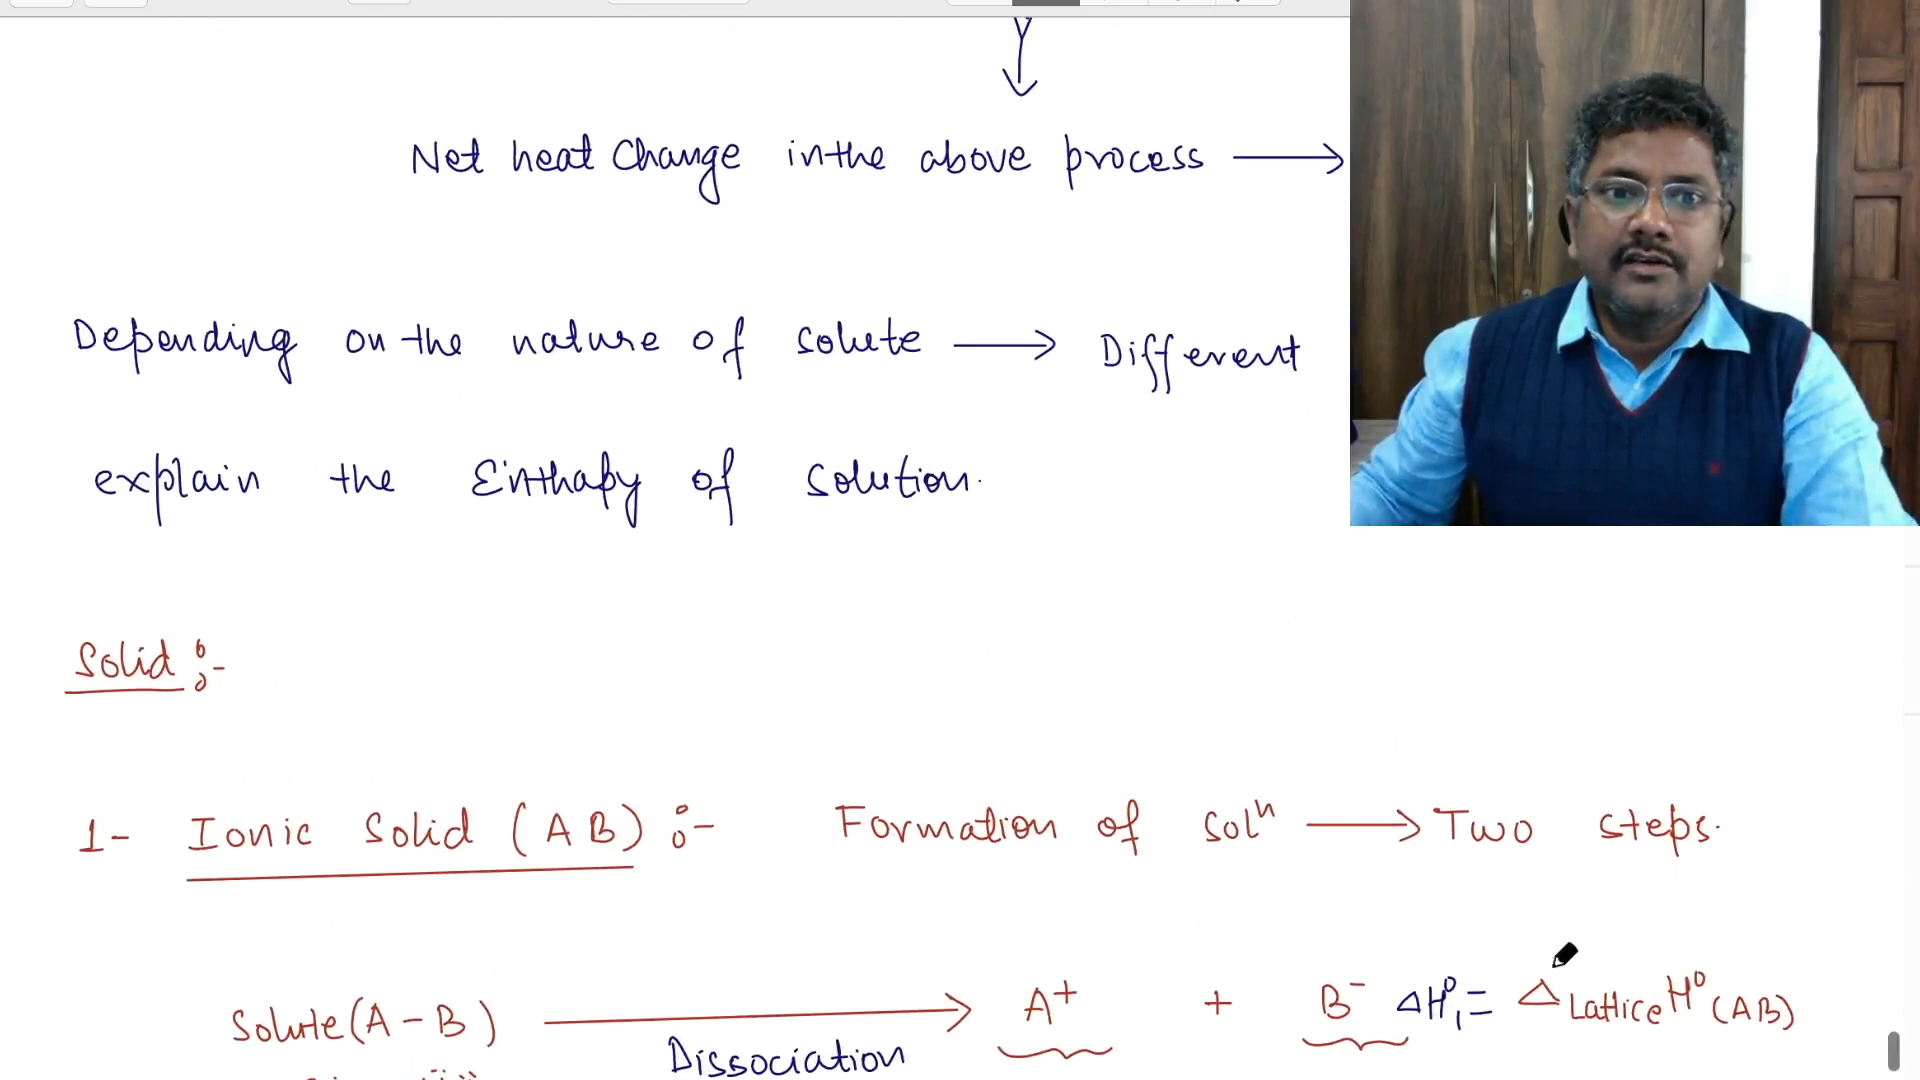 Net heat Change in the above process ⟶
Depending on the nature of solute ⟶ Different
explain the Enthalpy of solution.
Solid :-
1- Ionic Solid (AB) :- Formation of solⁿ ⟶ Two steps.
Solute(A-B) ⟶ A⁺ + B⁻ ΔH°₁ = Δ Lattice H° (AB)
Dissociation